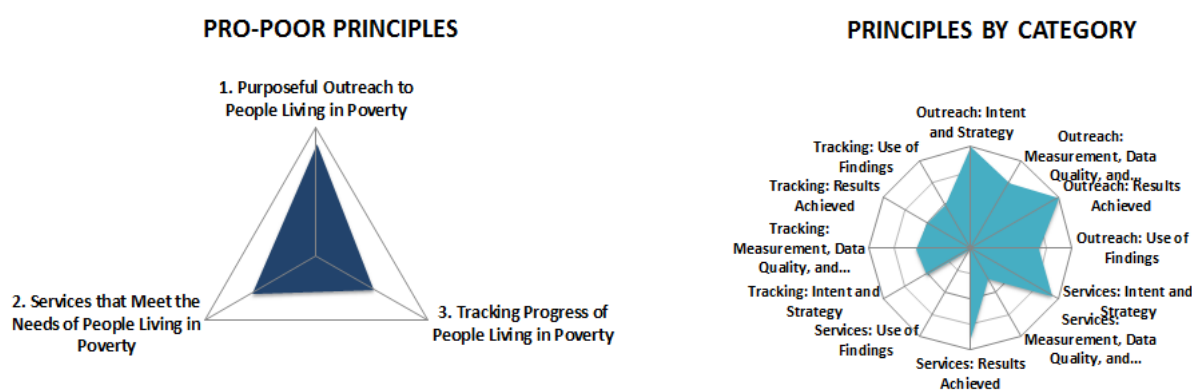 PRO-POOR PRINCIPLES
1. Purposeful Outreach to
People Living in Poverty
2. Services that Meet the
Needs of People Living in
Poverty
3. Tracking Progress of
People Living in Poverty
PRINCIPLES BY CATEGORY
Outreach: Intent
and Strategy
Outreach:
Measurement, Data
Quality, and...
Outreach: Results
Achieved
Outreach: Use of
Findings
Services: Intent and
Strategy
Services:
Measurement, Data
Quality, and...
Services: Results
Achieved
Services: Use of
Findings
Tracking: Intent and
Strategy
Tracking:
Measurement, Data
Quality, and...
Tracking: Results
Achieved
Tracking: Use of
Findings